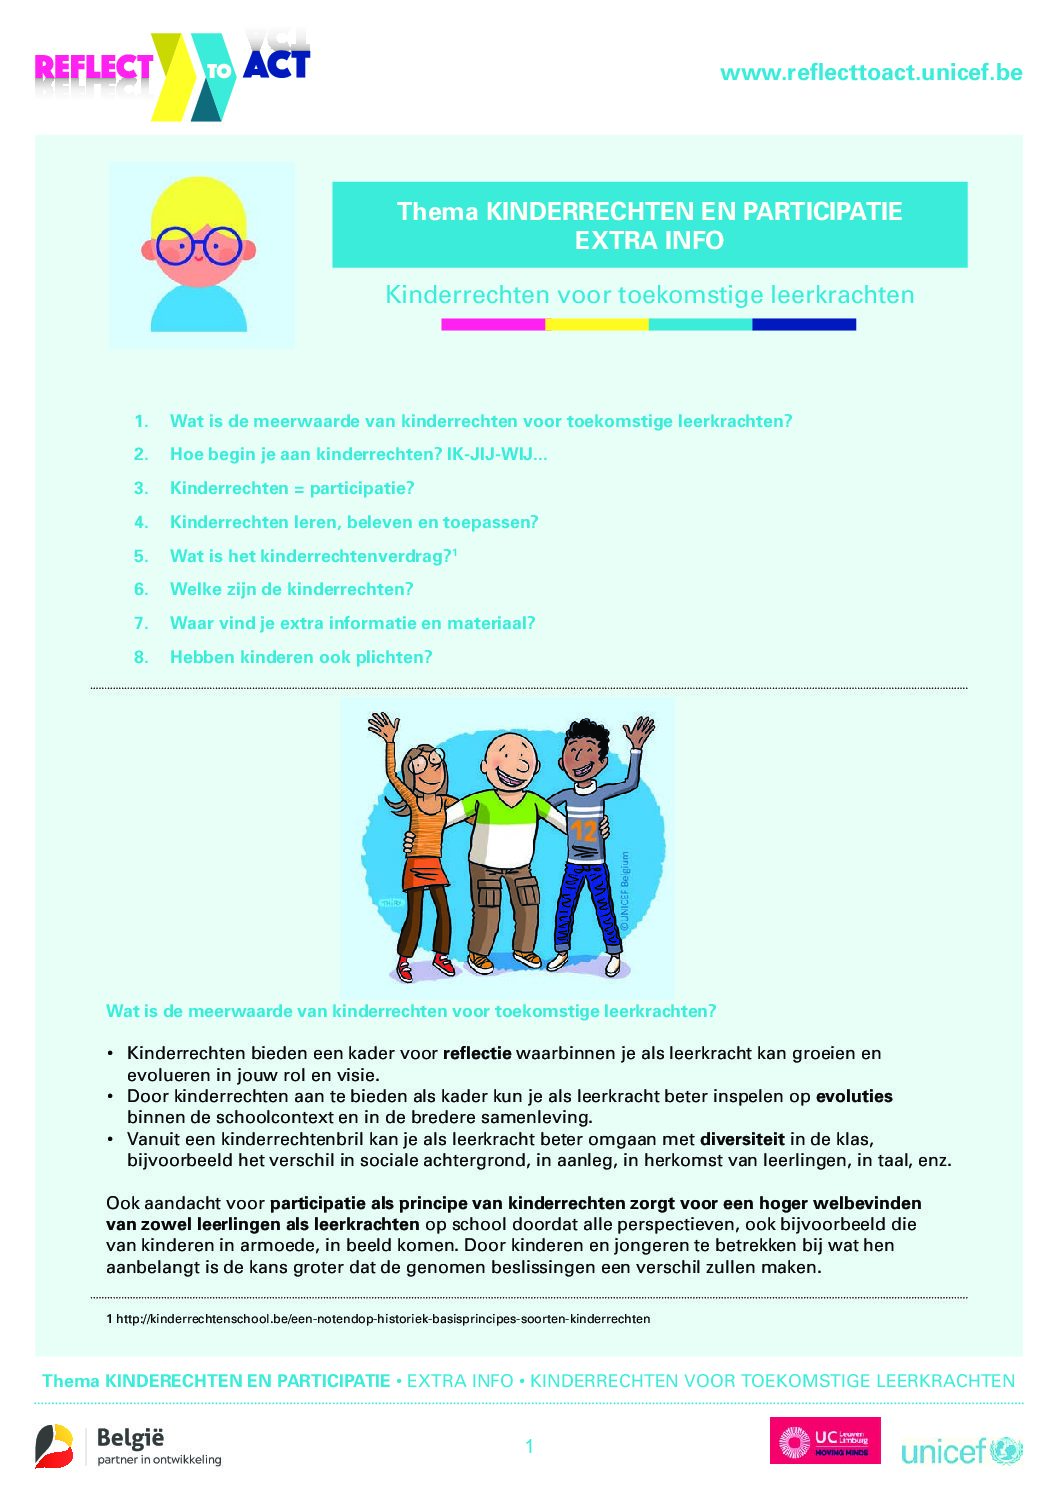 REFLECT TO ACT
www.reflecttoact.unicef.be
Thema KINDERRECHTEN EN PARTICIPATIE
EXTRA INFO
Kinderrechten voor toekomstige leerkrachten
1. Wat is de meerwaarde van kinderrechten voor toekomstige leerkrachten?
2. Hoe begin je aan kinderrechten? IK-JIJ-WIJ...
3. Kinderrechten = participatie?
4. Kinderrechten leren, beleven en toepassen?
5. Wat is het kinderrechtenverdrag?1
6. Welke zijn de kinderrechten?
7. Waar vind je extra informatie en materiaal?
8. Hebben kinderen ook plichten?
12
© UNICEF Belgium
Wat is de meerwaarde van kinderrechten voor toekomstige leerkrachten?
• Kinderrechten bieden een kader voor reflectie waarbinnen je als leerkracht kan groeien en
evolueren in jouw rol en visie.
• Door kinderrechten aan te bieden als kader kun je als leerkracht beter inspelen op evoluties
binnen de schoolcontext en in de bredere samenleving.
• Vanuit een kinderrechtenbril kan je als leerkracht beter omgaan met diversiteit in de klas,
bijvoorbeeld het verschil in sociale achtergrond, in aanleg, in herkomst van leerlingen, in taal, enz.
Ook aandacht voor participatie als principe van kinderrechten zorgt voor een hoger welbevinden
van zowel leerlingen als leerkrachten op school doordat alle perspectieven, ook bijvoorbeeld die
van kinderen in armoede, in beeld komen. Door kinderen en jongeren te betrekken bij wat hen
aanbelangt is de kans groter dat de genomen beslissingen een verschil zullen maken.
1 http://kinderrechtenschool.be/een-notendop-historiek-basisprincipes-soorten-kinderrechten
Thema KINDERECHTEN EN PARTICIPATIE • EXTRA INFO • KINDERRECHTEN VOOR TOEKOMSTIGE LEERKRACHTEN
België
partner in ontwikkeling
1
UC Leuven
Limburg
MOVING MINDS
unicef